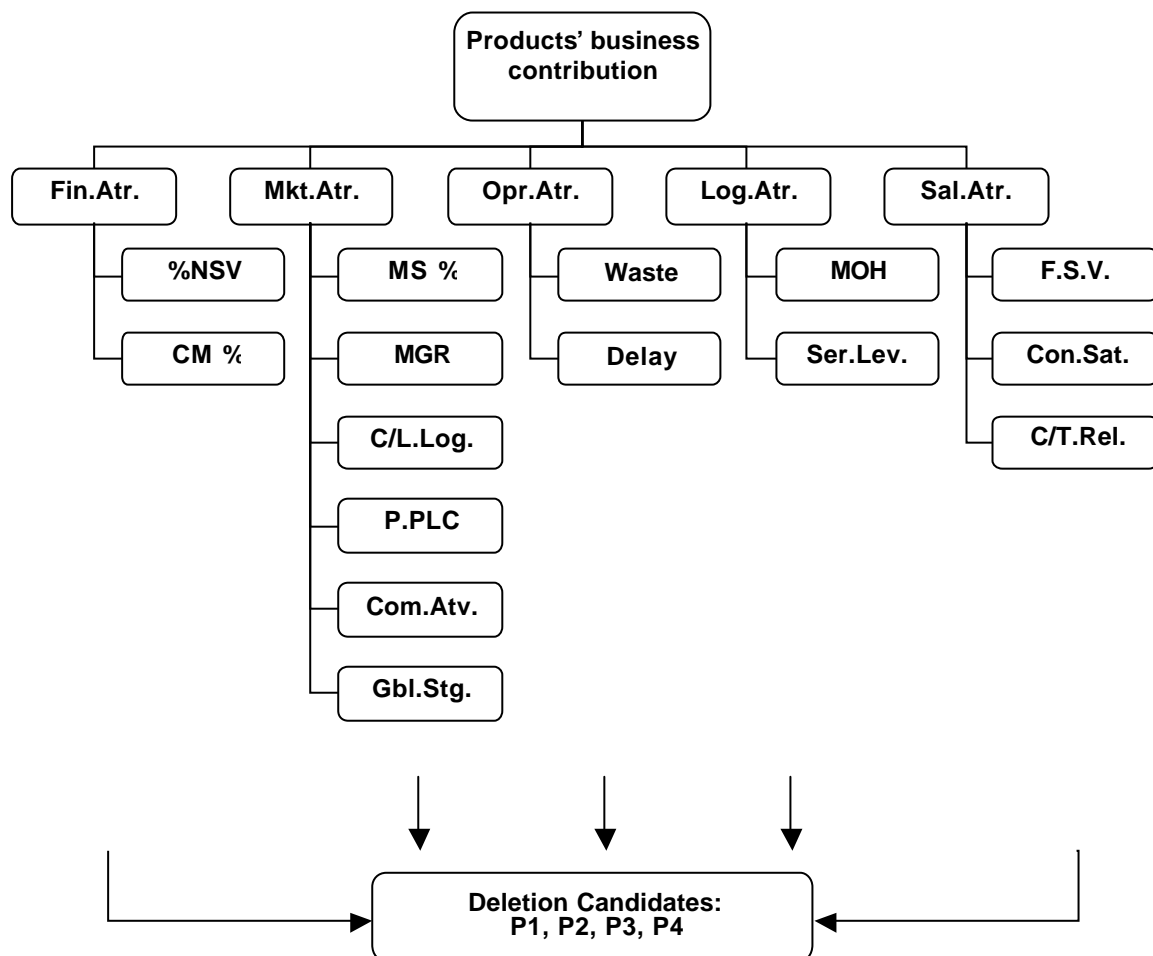 Products’ business
contribution
Fin.Atr.
Mkt.Atr.
Opr.Atr.
Log.Atr.
Sal.Atr.
%NSV
MS %
Waste
MOH
F.S.V.
CM %
MGR
Delay
Ser.Lev.
Con.Sat.
C/L.Log.
C/T.Rel.
P.PLC
Com.Atv.
Gbl.Stg.
Deletion Candidates:
P1, P2, P3, P4